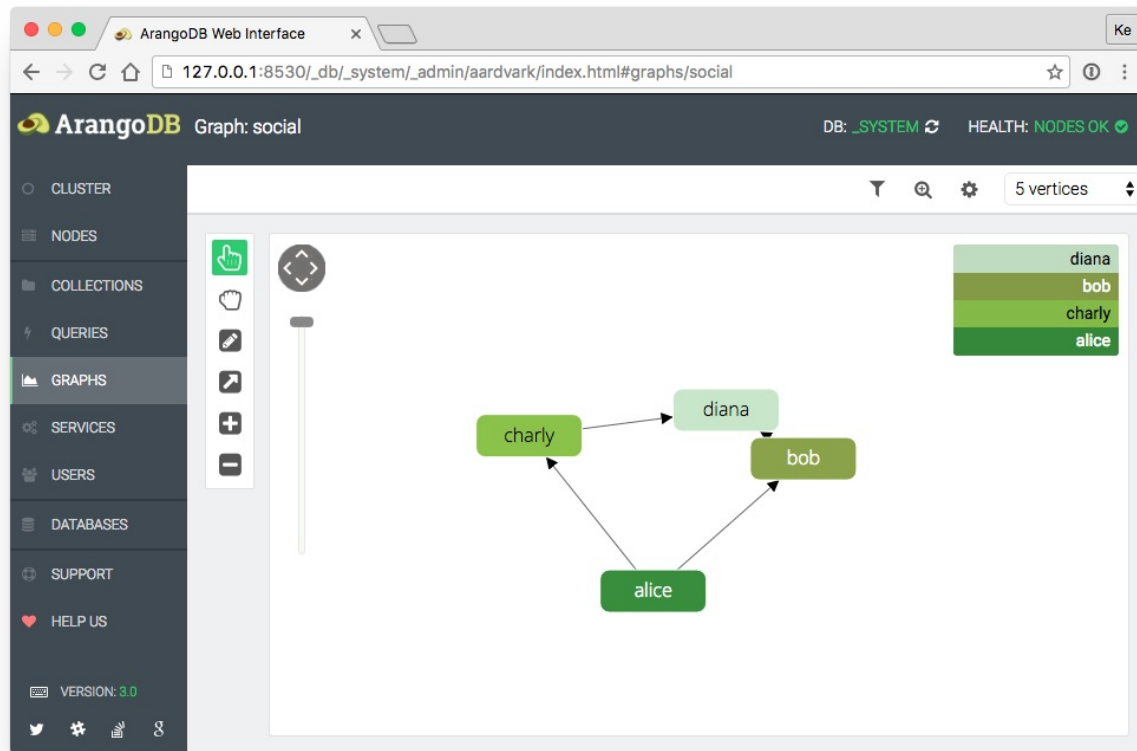 ArangoDB Web Interface
Ke
127.0.0.1:8530/_db/_system/_admin/aardvark/index.html#graphs/social
ArangoDB Graph: social
DB: _SYSTEM HEALTH: NODES OK
CLUSTER
5 vertices
NODES
COLLECTIONS
QUERIES
GRAPHS
SERVICES
USERS
DATABASES
SUPPORT
HELP US
VERSION: 3.0
diana
bob
charly
alice
diana
charly
bob
alice